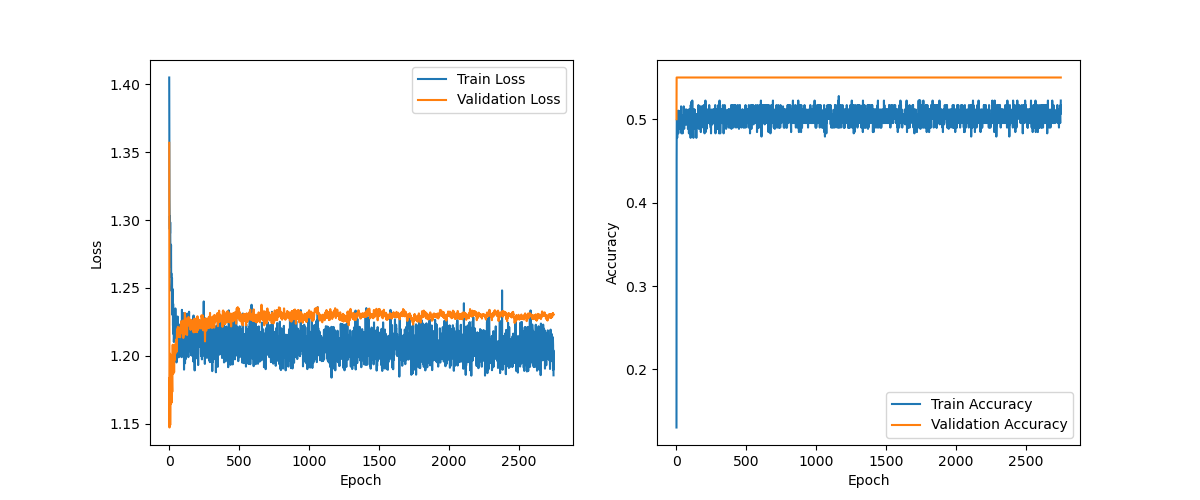 1.40
1.35
1.30
1.25
1.20
1.15
Loss
0
500
1000
1500
2000
2500
Epoch
Train Loss
Validation Loss
0.5
0.4
0.3
0.2
Accuracy
0
500
1000
1500
2000
2500
Epoch
Train Accuracy
Validation Accuracy